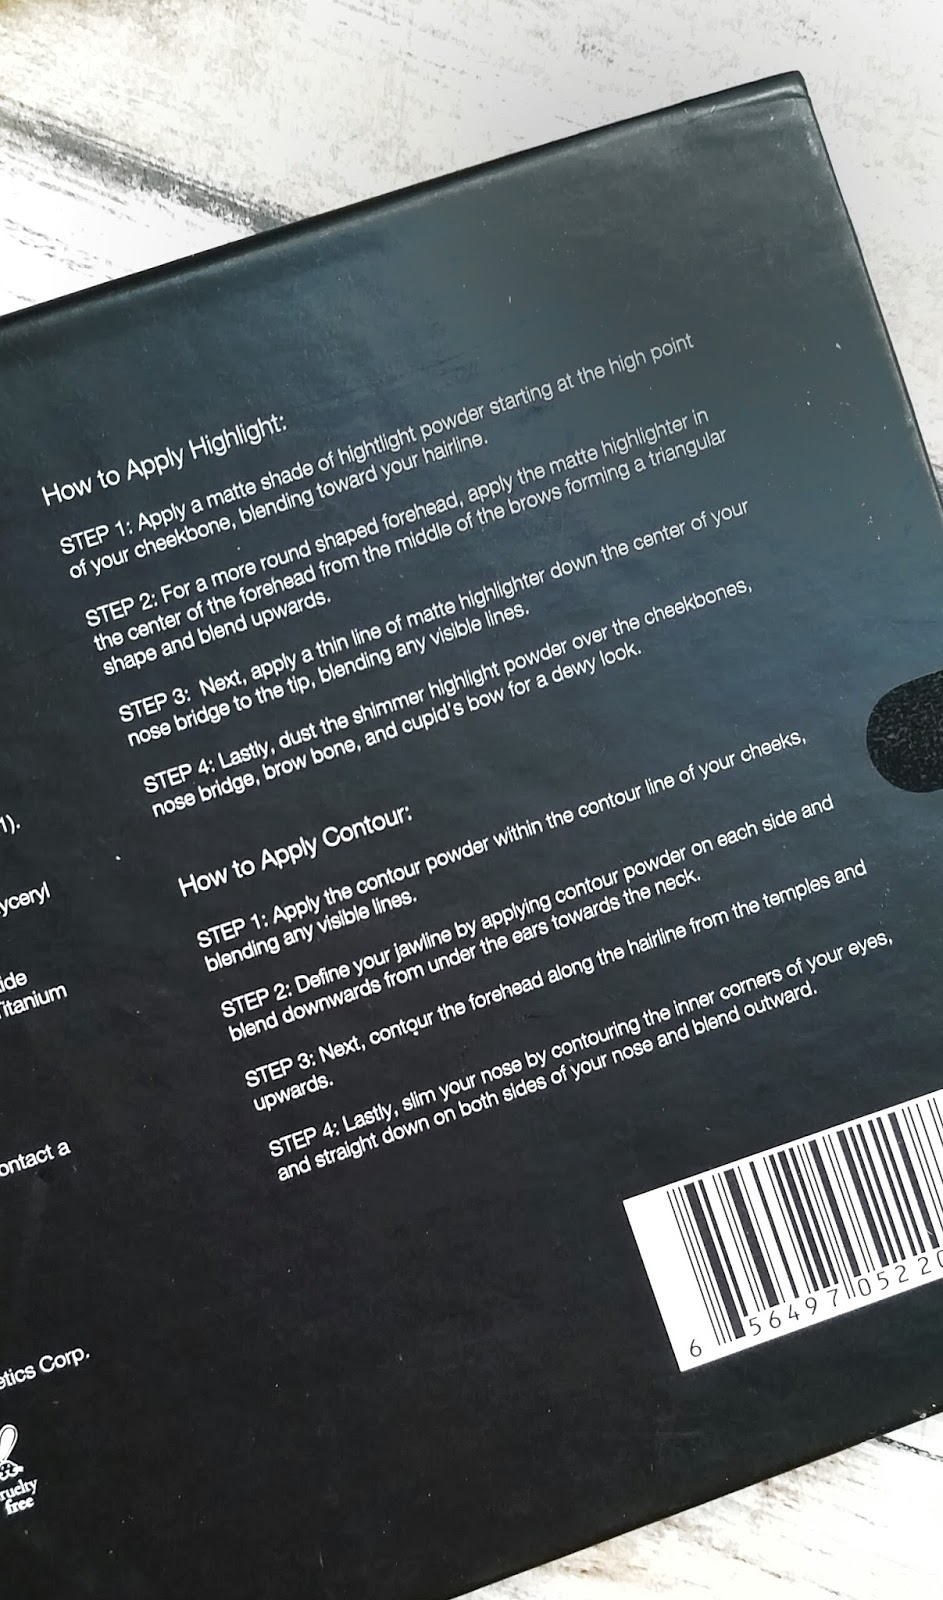 How to Apply Highlight:
STEP 1: Apply a matte shade of hightlight powder starting at the high point
of your cheekbone, blending toward your hairline.
STEP 2: For a more round shaped forehead, apply the matte highlighter in
the center of the forehead from the middle of the brows forming a triangular
shape and blend upwards.
STEP 3: Next, apply a thin line of matte highlighter down the center of your
nose bridge to the tip, blending any visible lines.
STEP 4: Lastly, dust the shimmer highlight powder over the cheekbones,
nose bridge, brow bone, and cupid's bow for a dewy look.
How to Apply Contour:
STEP 1: Apply the contour powder within the contour line of your cheeks,
blending any visible lines.
STEP 2: Define your jawline by applying contour powder on each side and
blend downwards from under the ears towards the neck.
STEP 3: Next, contour the forehead along the hairline from the temples and
upwards.
STEP 4: Lastly, slim your nose by contouring the inner corners of your eyes,
and straight down on both sides of your nose and blend outward.
1).
yceryl
ide
Titanium
ontact a
etics Corp.
ruelty
free
6 56497 05220